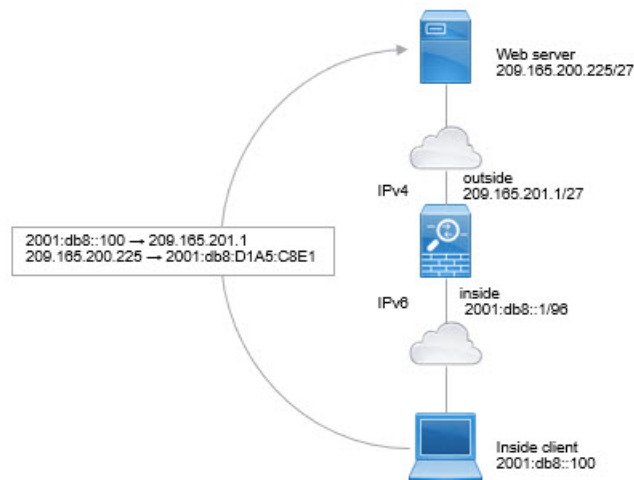 Web server
209.165.200.225/27
outside
209.165.201.1/27
IPv4
2001:db8::100 → 209.165.201.1
209.165.200.225 → 2001:db8:D1A5:C8E1
IPv6
inside
2001:db8::1/96
Inside client
2001:db8::100